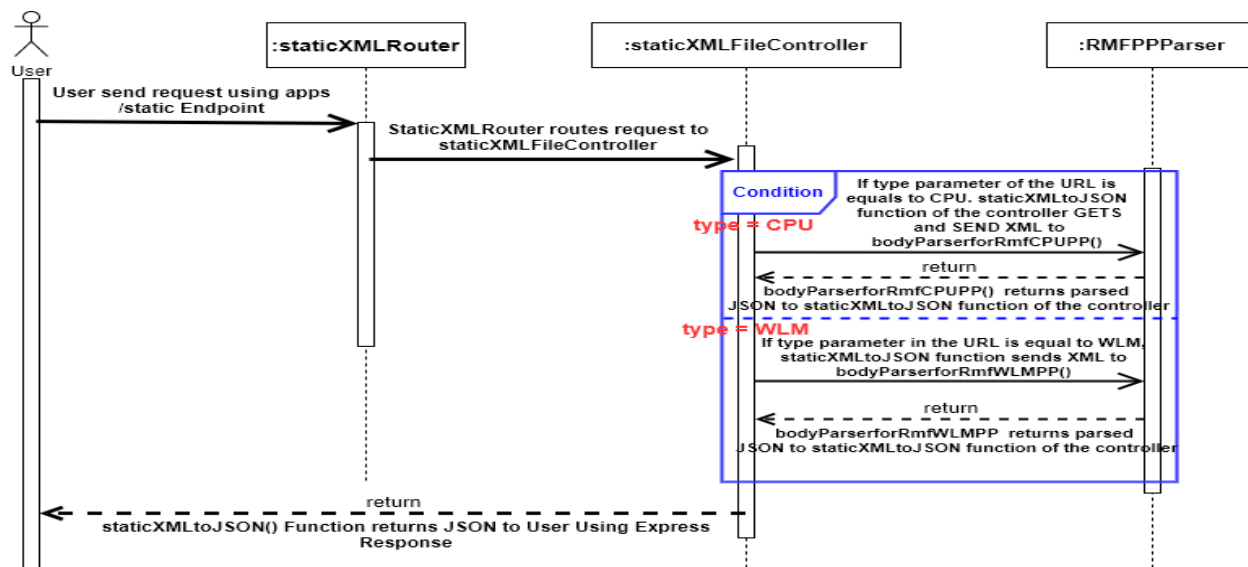 :staticXMLRouter
:staticXMLFileController
:RMFPPParser
User
User send request using apps
/static Endpoint
StaticXMLRouter routes request to
staticXMLFileController
Condition
If type parameter of the URL is
equals to CPU. staticXMLtoJSON
function of the controller GETS
and SEND XML to
bodyParserforRmfCPUPP()
type = CPU
return
bodyParserforRmfCPUPP() returns parsed
JSON to staticXMLtoJSON function of the controller
type = WLM
If type parameter in the URL is equal to WLM,
staticXMLtoJSON function sends XML to
bodyParserforRmfWLMPP()
return
bodyParserforRmfWLMPP returns parsed
JSON to staticXMLtoJSON function of the controller
return
staticXMLtoJSON() Function returns JSON to User Using Express
Response